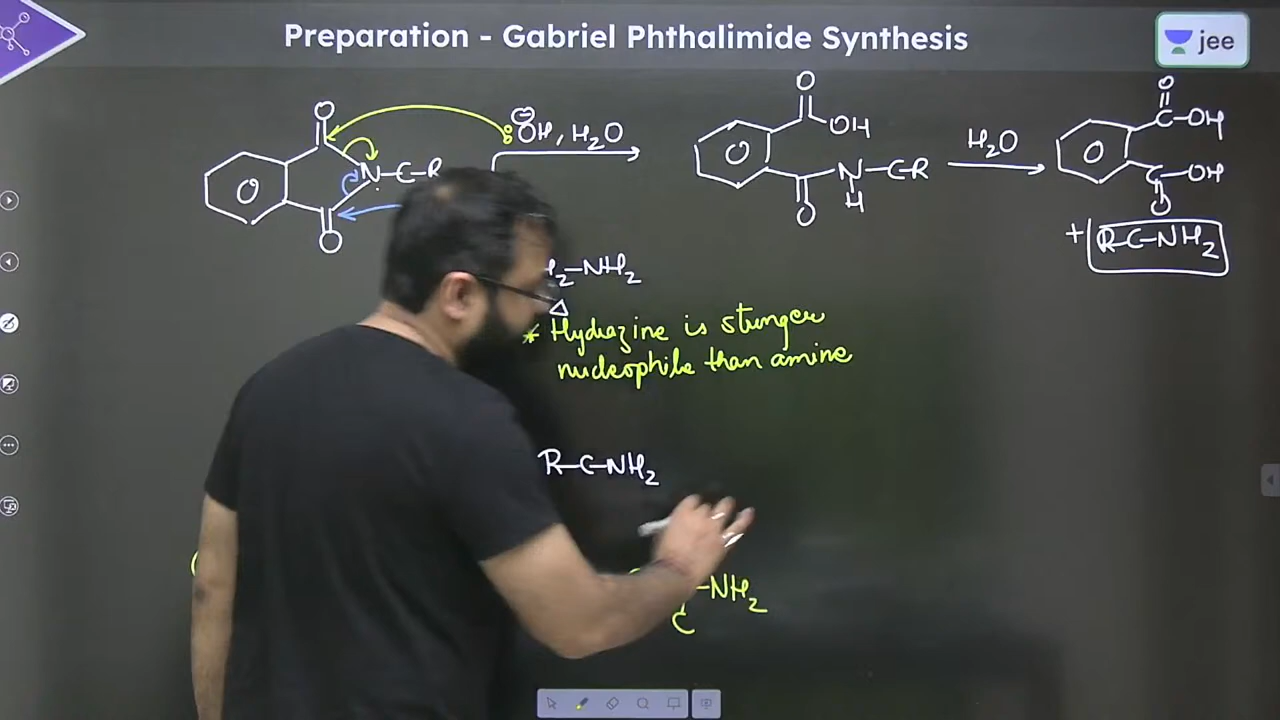 Preparation - Gabriel Phthalimide Synthesis
jee
O
N-C-R
O
OH, H2O
O
OH
N-C-R
H
O
H2O
O
C-OH
C-OH
O
+ R-C-NH2
H2-NH2
Δ
* Hydrazine is stronger
nucleophile than amine
R-C-NH2
-NH2
C